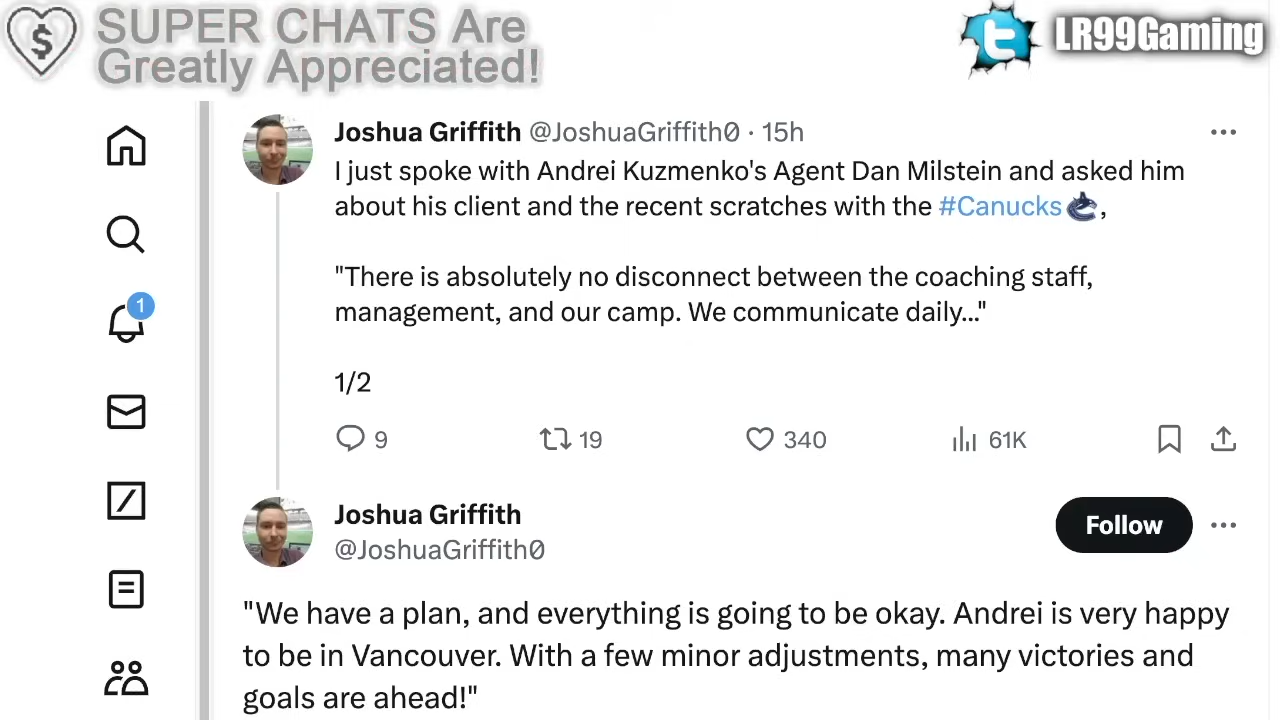 SUPER CHATS Are
Greatly Appreciated!
LR99Gaming
Joshua Griffith @JoshuaGriffith0 · 15h
I just spoke with Andrei Kuzmenko's Agent Dan Milstein and asked him
about his client and the recent scratches with the #Canucks,
"There is absolutely no disconnect between the coaching staff,
management, and our camp. We communicate daily..."
1/2
9 19 340 61K
1
Joshua Griffith
@JoshuaGriffith0
Follow
"We have a plan, and everything is going to be okay. Andrei is very happy
to be in Vancouver. With a few minor adjustments, many victories and
goals are ahead!"